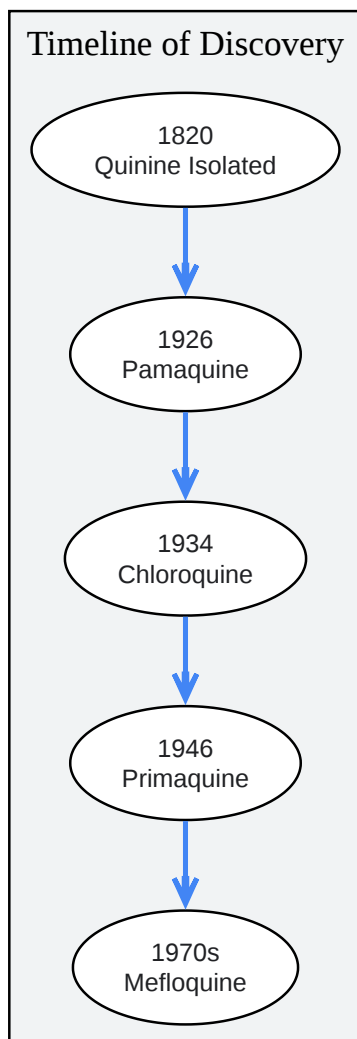 Timeline of Discovery
1820
Quinine Isolated
1926
Pamaquine
1934
Chloroquine
1946
Primaquine
1970s
Mefloquine